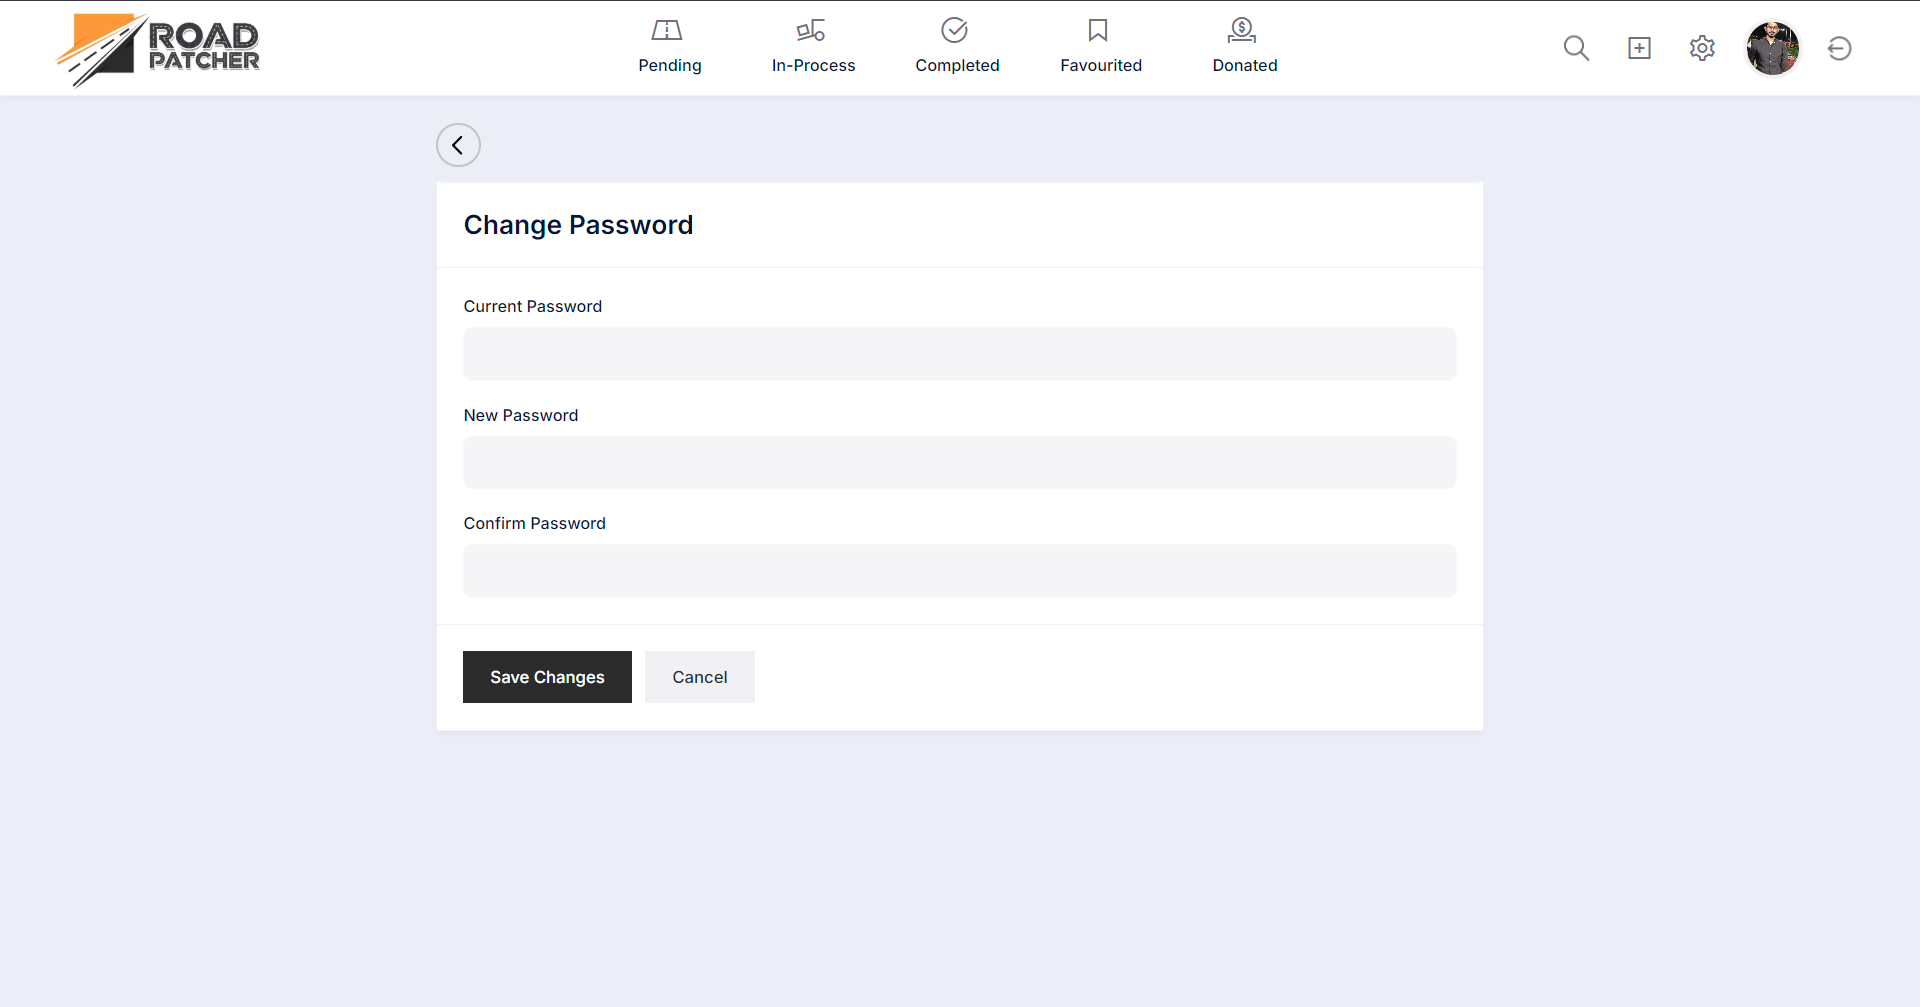 ROAD
PATCHER
Pending
In-Process
Completed
Favourited
Donated
Change Password
Current Password
New Password
Confirm Password
Save Changes
Cancel